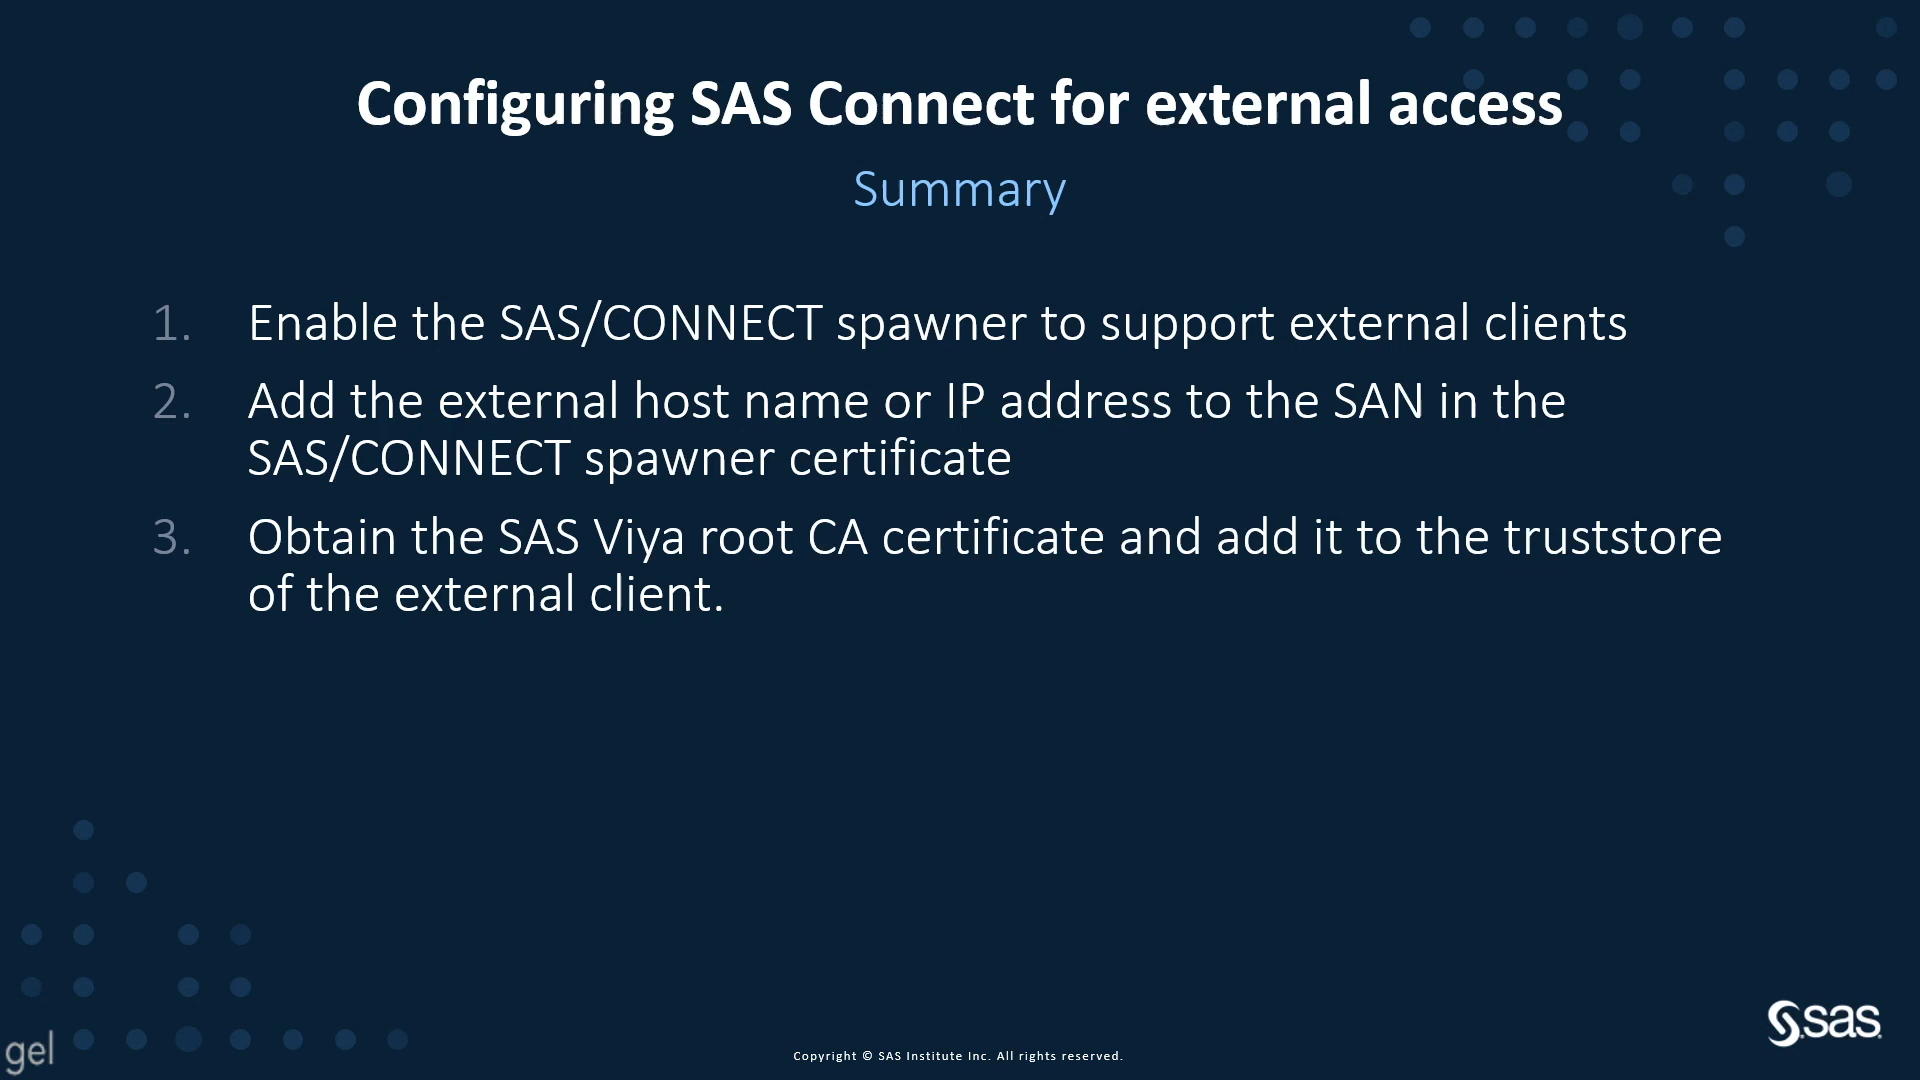 Configuring SAS Connect for external access
Summary
1. Enable the SAS/CONNECT spawner to support external clients
2. Add the external host name or IP address to the SAN in the
SAS/CONNECT spawner certificate
3. Obtain the SAS Viya root CA certificate and add it to the truststore
of the external client.
sas
gel
Copyright © SAS Institute Inc. All rights reserved.